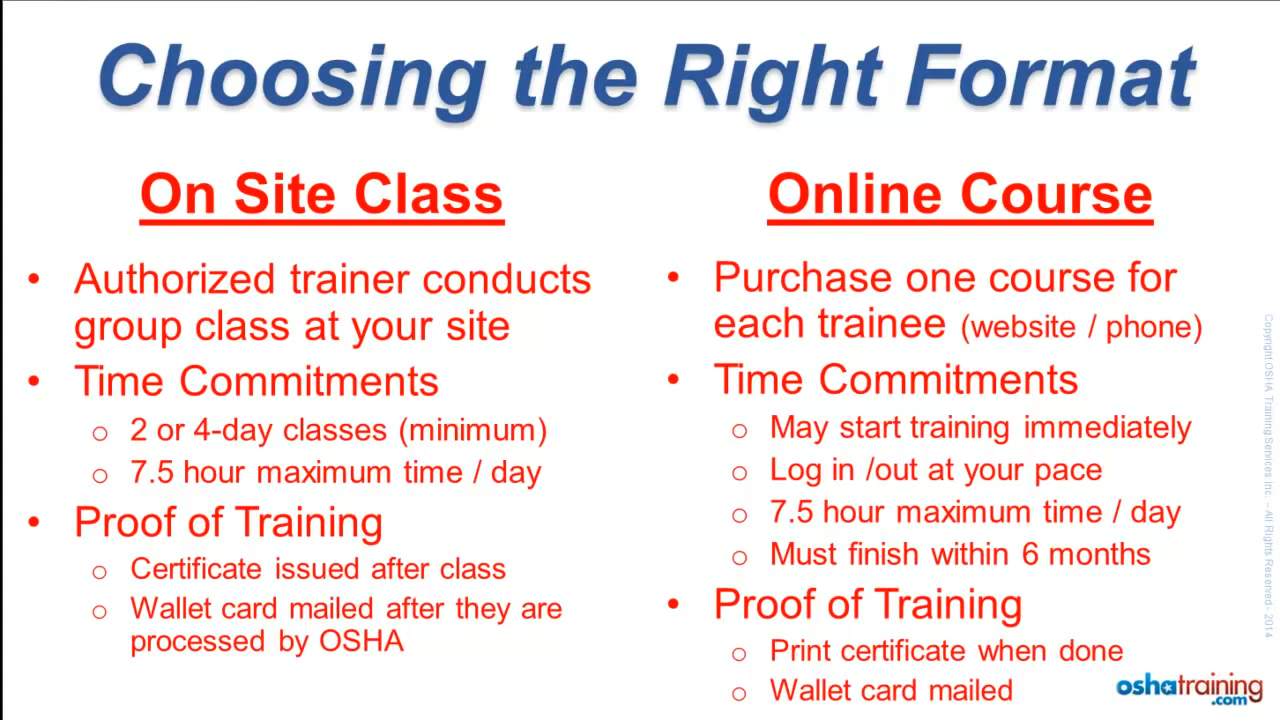 Choosing the Right Format
On Site Class
• Authorized trainer conducts
group class at your site
• Time Commitments
o 2 or 4-day classes (minimum)
o 7.5 hour maximum time / day
• Proof of Training
o Certificate issued after class
o Wallet card mailed after they are
processed by OSHA
Online Course
• Purchase one course for
each trainee (website / phone)
• Time Commitments
o May start training immediately
o Log in /out at your pace
o 7.5 hour maximum time / day
o Must finish within 6 months
• Proof of Training
o Print certificate when done
o Wallet card mailed
Copyright OSHA Training Services Inc. – All Rights Reserved - 2014
oshatraining
.com